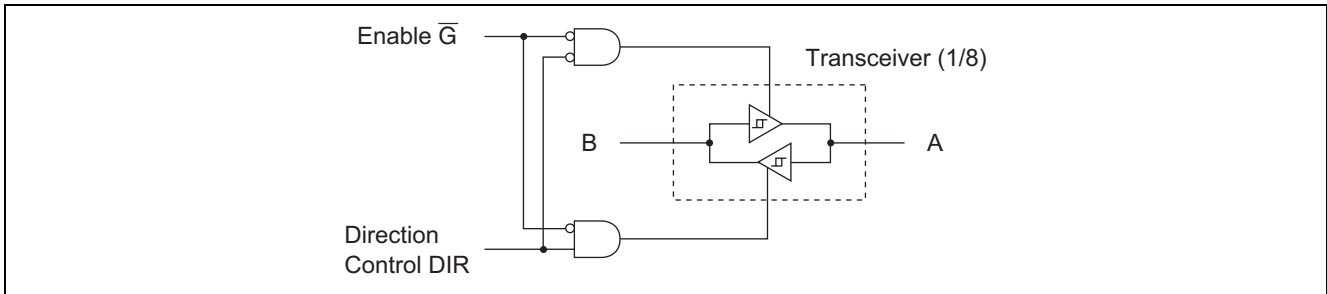 Enable G̅
Transceiver (1/8)
B
A
Direction
Control DIR